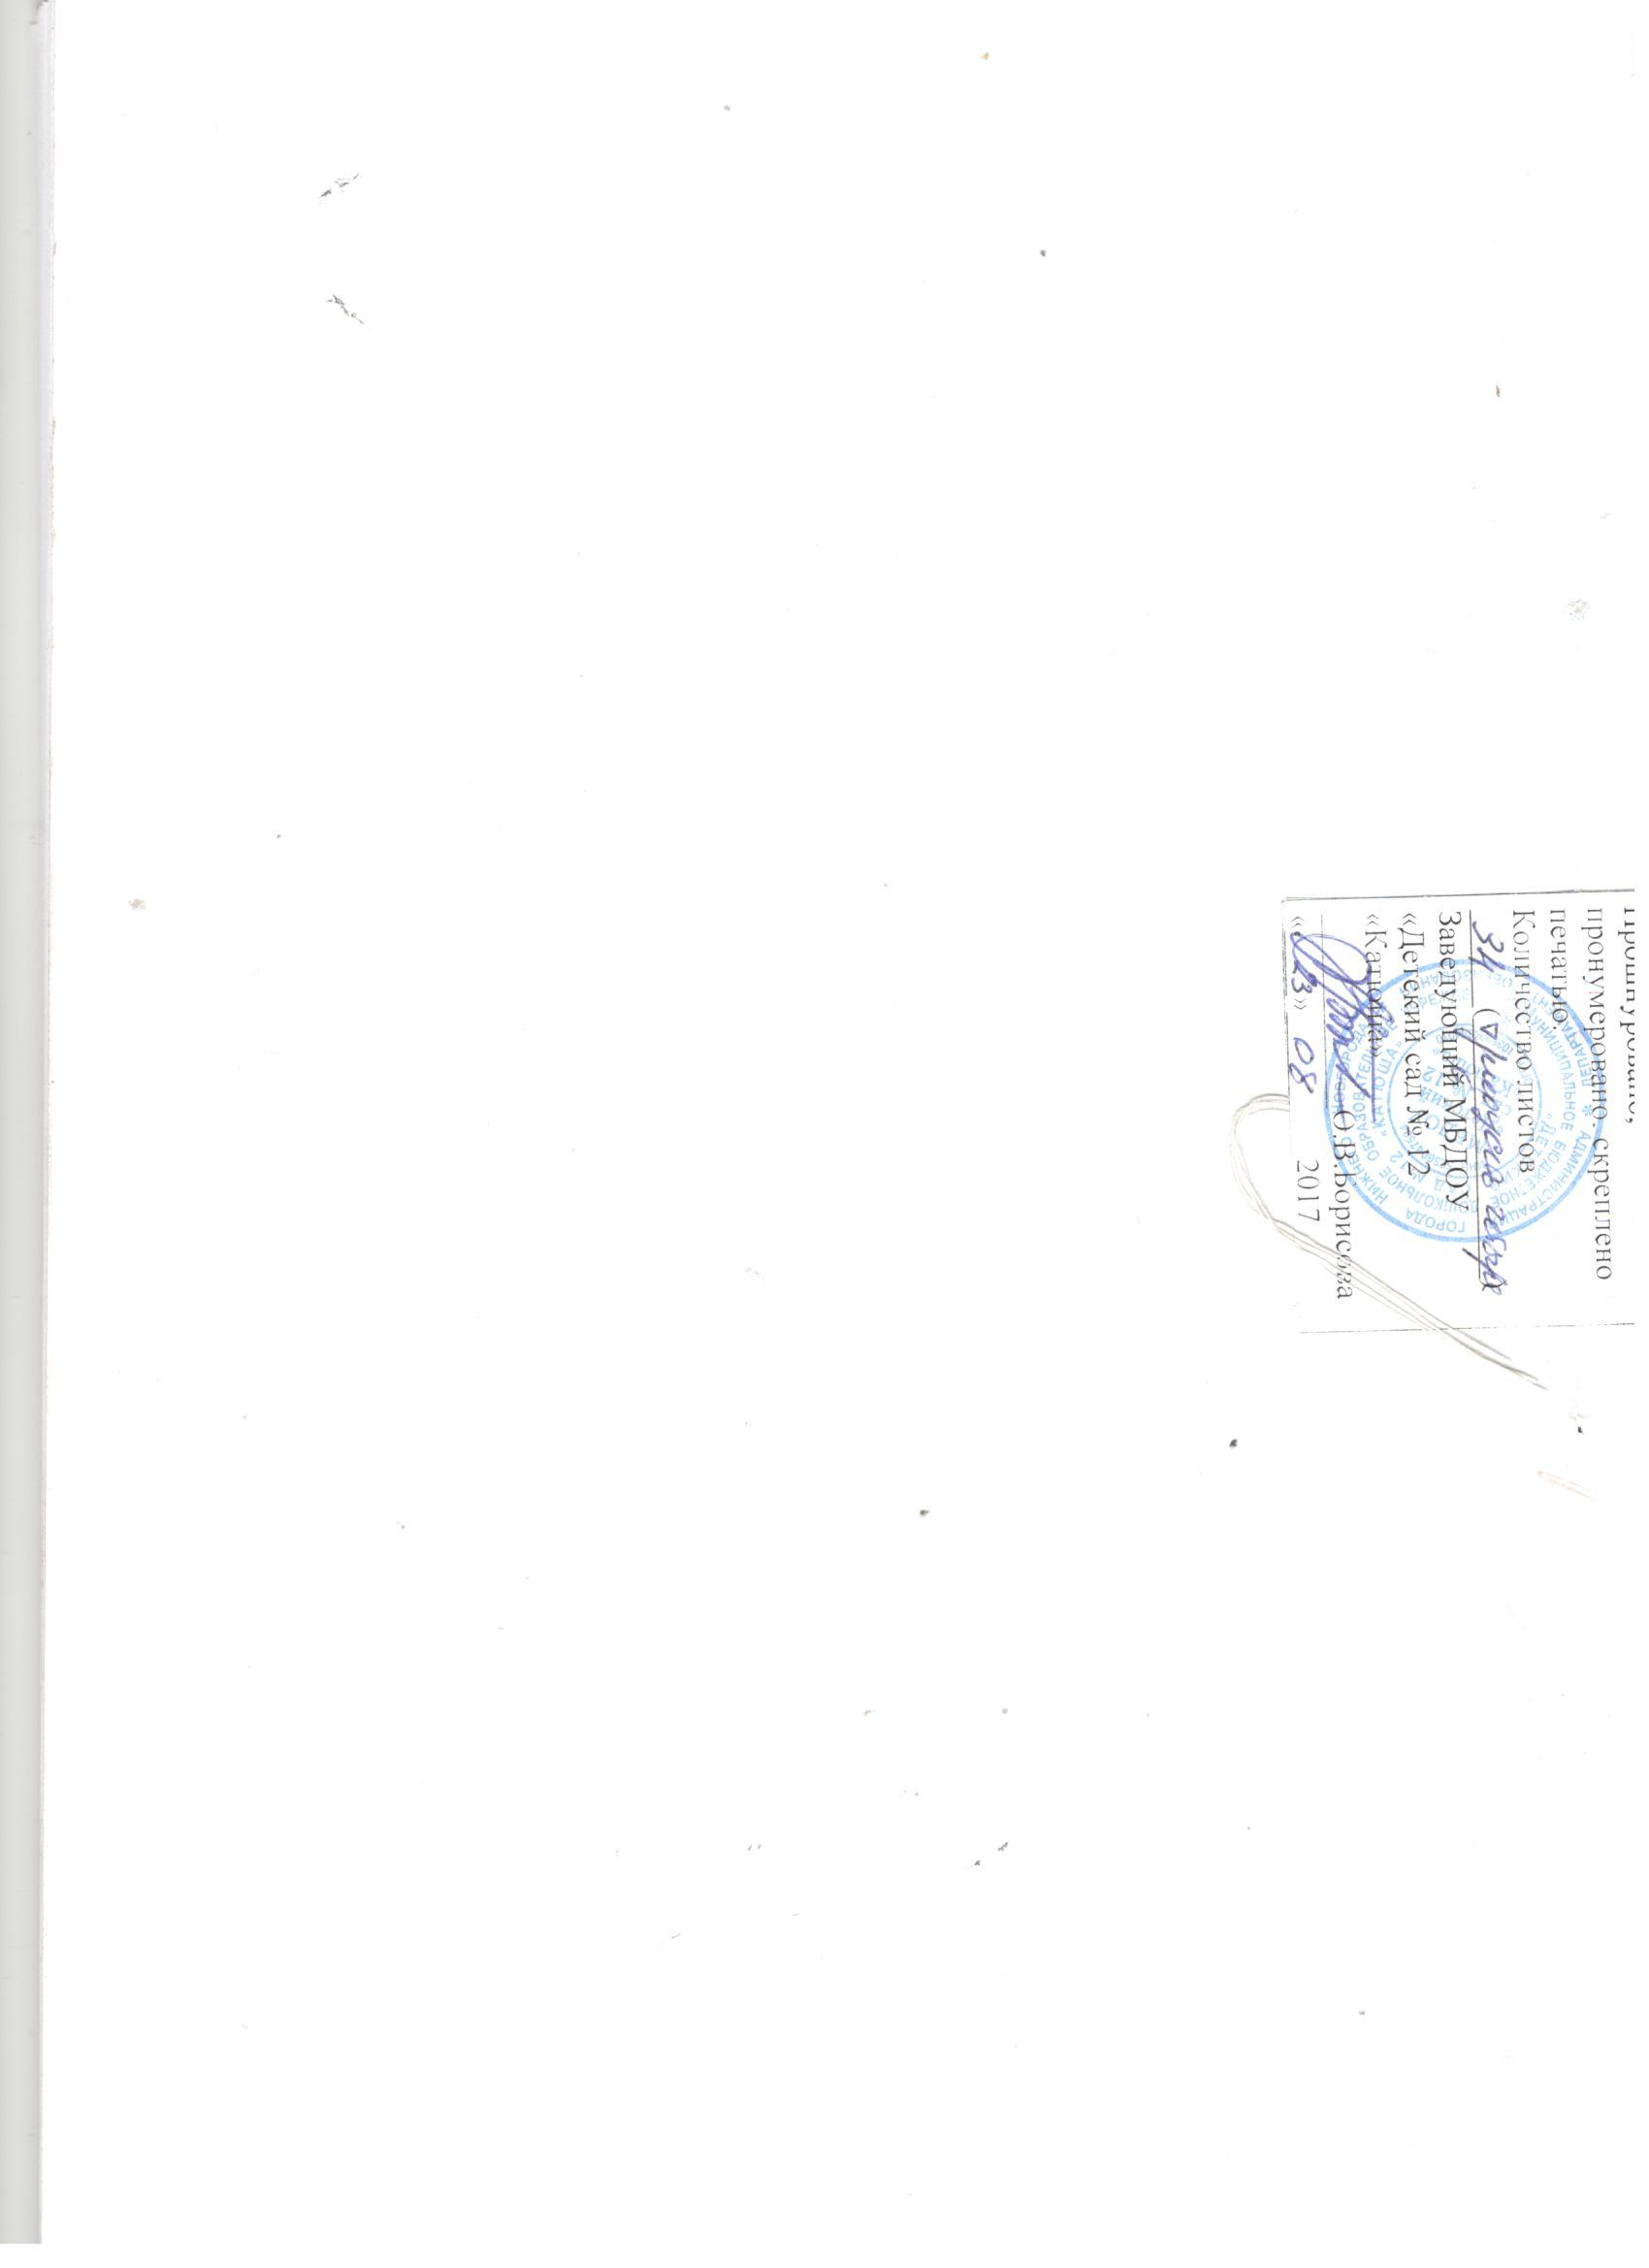 Прошнуровано,
пронумеровано. скреплено
печатью.
Количество листов
34 (тридцать четыре)
Заведующий МБДОУ
«Детский сад № 12
«Катюша»
О.В.Борисова
«23» 08 2017